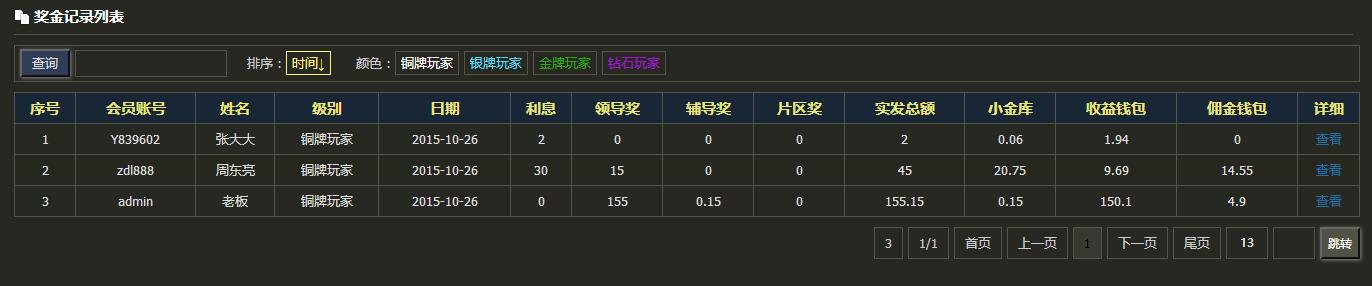 奖金记录列表
查询 排序：时间↓ 颜色：铜牌玩家 银牌玩家 金牌玩家 钻石玩家
序号 会员账号 姓名 级别 日期 利息 领导奖 辅导奖 片区奖 实发总额 小金库 收益钱包 佣金钱包 详细
1 Y839602 张大大 铜牌玩家 2015-10-26 2 0 0 0 2 0.06 1.94 0 查看
2 zdl888 周东亮 铜牌玩家 2015-10-26 30 15 0 0 45 20.75 9.69 14.55 查看
3 admin 老板 铜牌玩家 2015-10-26 0 155 0.15 0 155.15 0.15 150.1 4.9 查看
3 1/1 首页 上一页 1 下一页 尾页 13 跳转